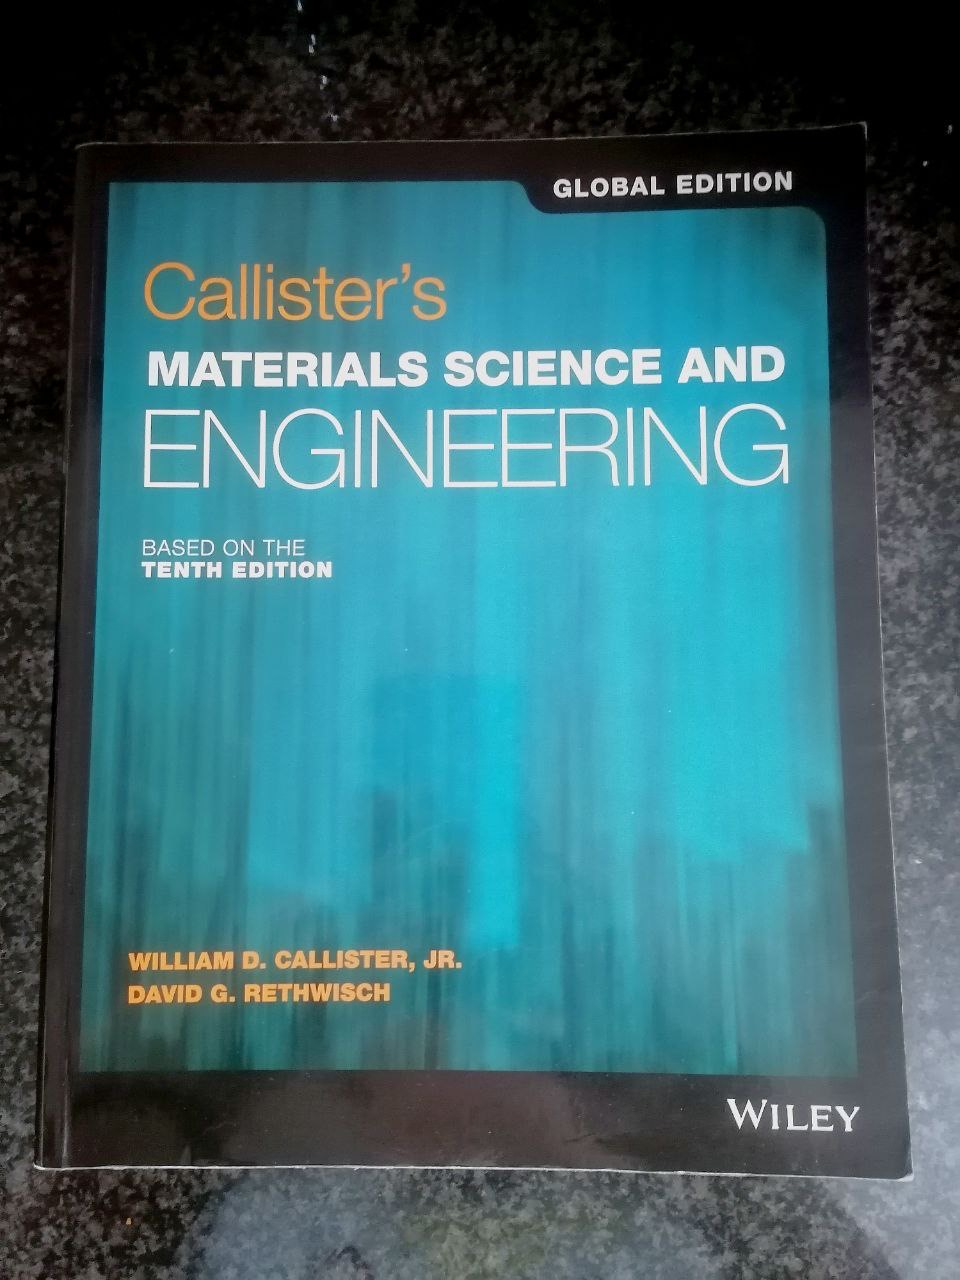 GLOBAL EDITION
Callister's
MATERIALS SCIENCE AND
ENGINEERING
BASED ON THE
TENTH EDITION
WILLIAM D. CALLISTER, JR.
DAVID G. RETHWISCH
WILEY